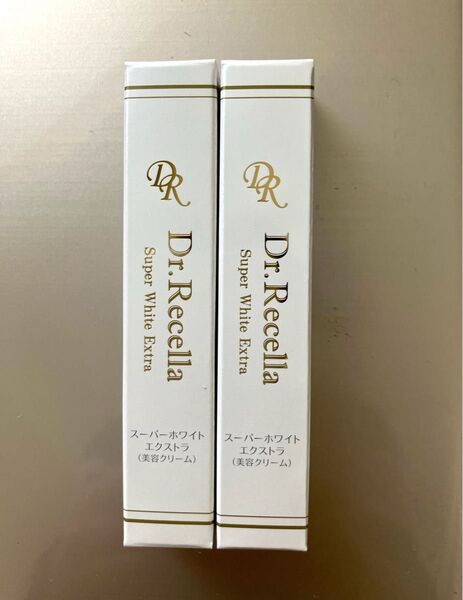 DR
Dr.Recella
Super White Extra
スーパーホワイト
エクストラ
(美容クリーム)
DR
Dr.Recella
Super White Extra
スーパーホワイト
エクストラ
(美容クリーム)